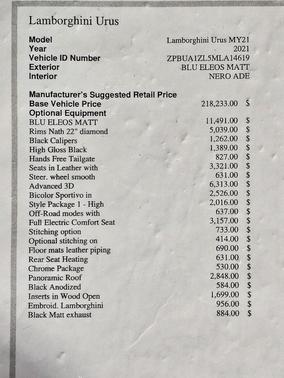 Lamborghini Urus
Model Lamborghini Urus MY21
Year 2021
Vehicle ID Number ZPBUA1ZL5MLA14619
Exterior BLU ELEOS MATT
Interior NERO ADE
Manufacturer's Suggested Retail Price
Base Vehicle Price 218,233.00 $
Optional Equipment
BLU ELEOS MATT 11,491.00 $
Rims Nath 22" diamond 5,039.00 $
Black Calipers 1,262.00 $
High Gloss Black 1,389.00 $
Hands Free Tailgate 827.00 $
Seats in Leather with 3,321.00 $
Steer. wheel smooth 631.00 $
Advanced 3D 6,313.00 $
Bicolor Sportivo in 2,526.00 $
Style Package 1 - High 2,016.00 $
Off-Road modes with 637.00 $
Full Electric Comfort Seat 3,157.00 $
Stitching option 733.00 $
Optional stitching on 414.00 $
Floor mats leather piping 690.00 $
Rear Seat Heating 631.00 $
Chrome Package 530.00 $
Panoramic Roof 2,848.00 $
Black Anodized 584.00 $
Inserts in Wood Open 1,699.00 $
Embroid. Lamborghini 956.00 $
Black Matt exhaust 884.00 $